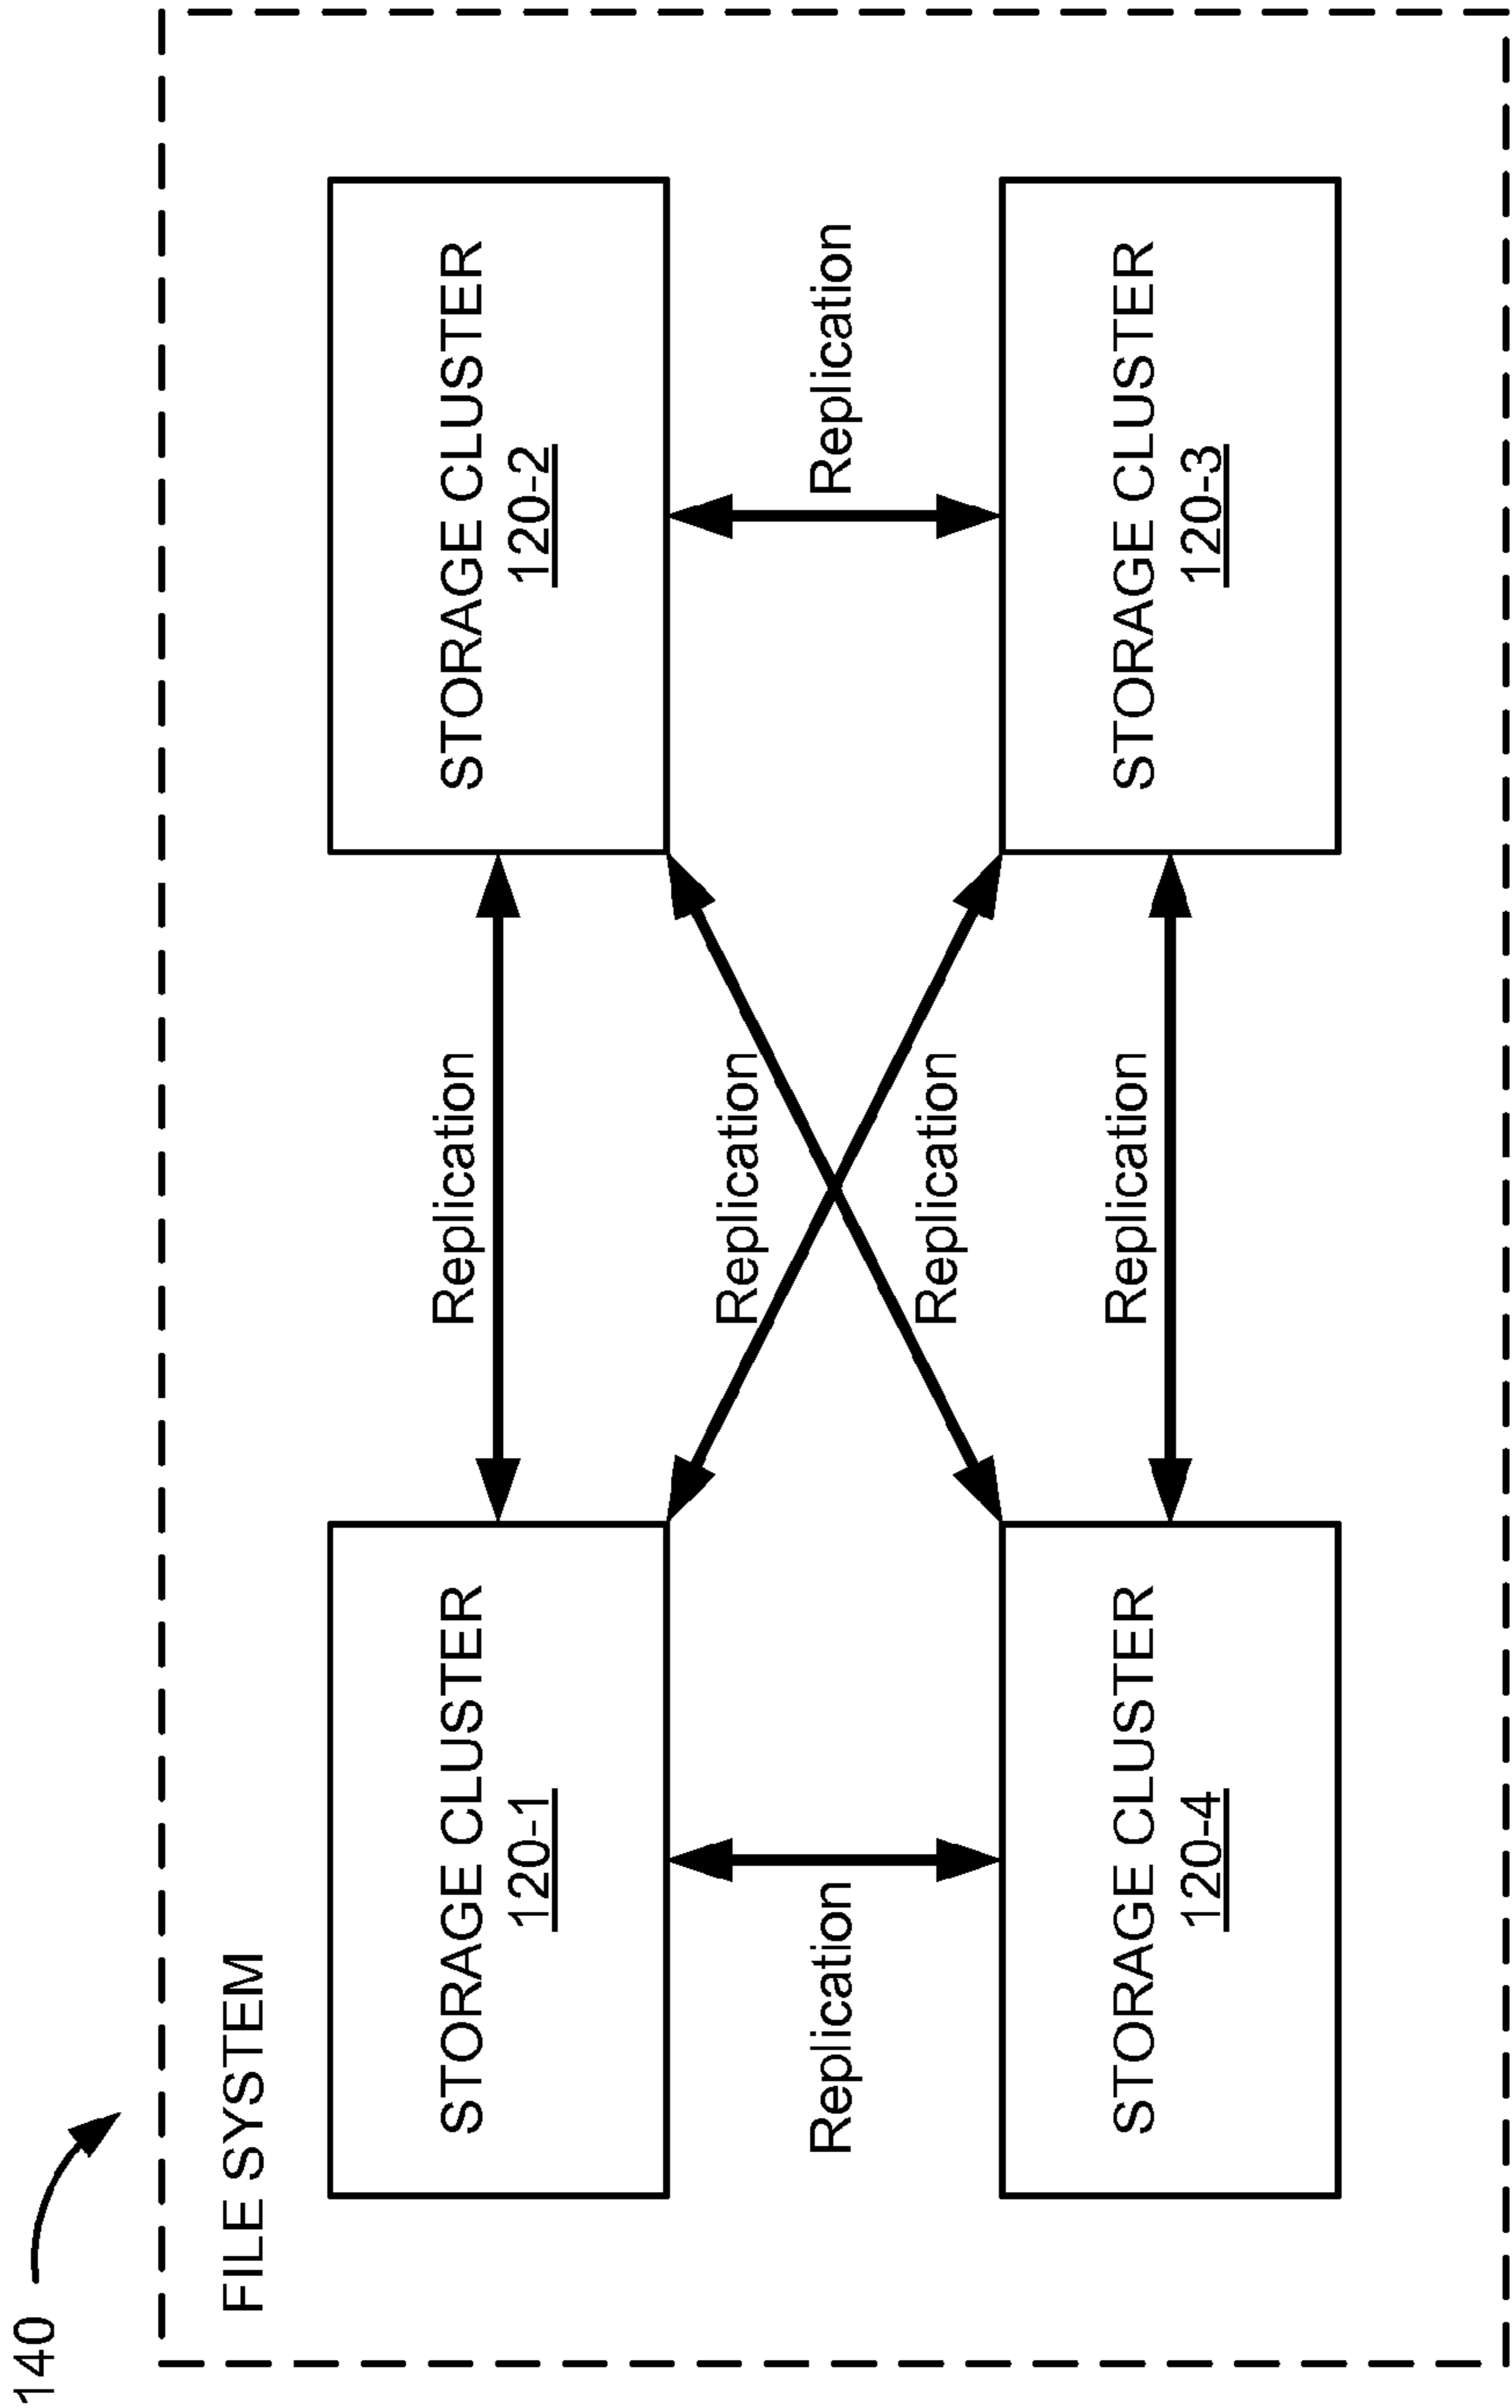 140
FILE SYSTEM
STORAGE CLUSTER
120-1
Replication
STORAGE CLUSTER
120-2
Replication
Replication
Replication
Replication
STORAGE CLUSTER
120-4
Replication
STORAGE CLUSTER
120-3